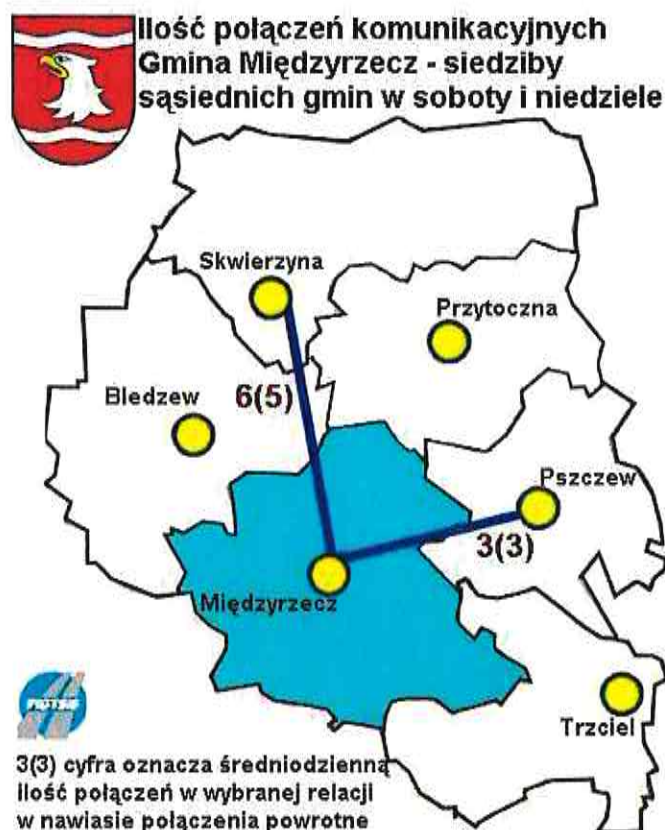 Ilość połączeń komunikacyjnych
Gmina Międzyrzecz - siedziby
sąsiednich gmin w soboty i niedziele
Skwierzyna
Przytoczna
Bledzew
6(5)
Pszczew
3(3)
Międzyrzecz
Trzciel
3(3) cyfra oznacza średniodzienną
ilość połączeń w wybranej relacji
w nawiasie połączenia powrotne